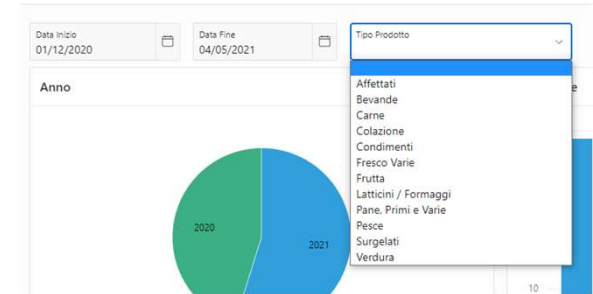 Data Inizio
01/12/2020
Data Fine
04/05/2021
Tipo Prodotto
Anno
e
Affettati
Bevande
Carne
Colazione
Condimenti
Fresco Varie
Frutta
Latticini / Formaggi
Pane, Primi e Varie
Pesce
Surgelati
Verdura
2020
2021
10